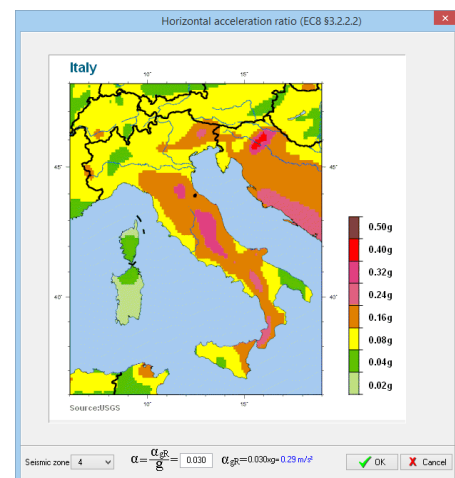 Horizontal acceleration ratio (EC8 §3.2.2.2)
Italy
10° 15°
45° 45°
40° 40°
10° 15°
0.50g
0.40g
0.32g
0.24g
0.16g
0.08g
0.04g
0.02g
Source:USGS
Seismic zone 4 α=αgR/g= 0.030 αgR=0.030xg=0.29 m/s² OK Cancel